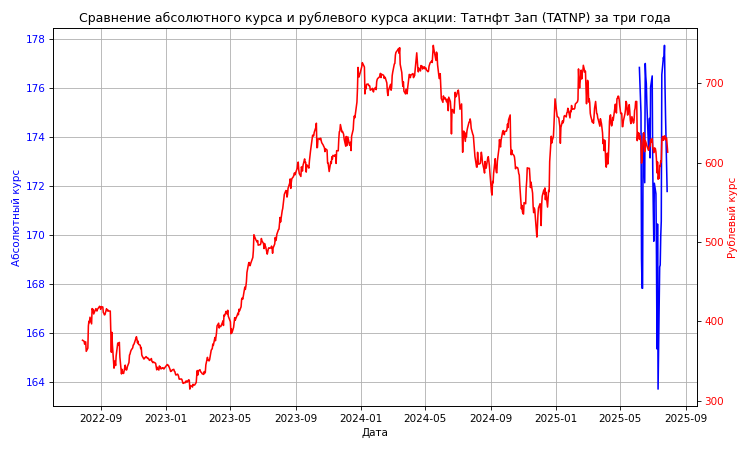 Сравнение абсолютного курса и рублевого курса акции: Татнфт 3ап (TATNP) за три года
178
176
174
172
170
168
166
164
Абсолютный курс
700
600
500
400
300
Рублевый курс
2022-09 2023-01 2023-05 2023-09 2024-01 2024-05 2024-09 2025-01 2025-05 2025-09
Дата